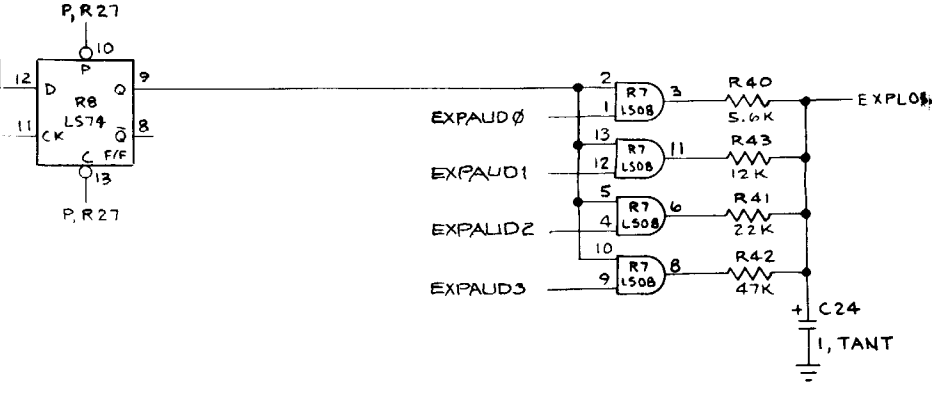 P, R27
10
P
12 D Q 9
R8
LS74
11 CK Q̅ 8
C F/F
13
P, R27
2
R7
LS08
3
R40
5.6K
EXPAUDØ 1
13
R7
LS08
11
R43
12K
EXPAUD1 12
5
R7
LS08
6
R41
22K
EXPAUD2 4
10
R7
LS08
8
R42
47K
EXPAUD3 9
+ C24
1, TANT